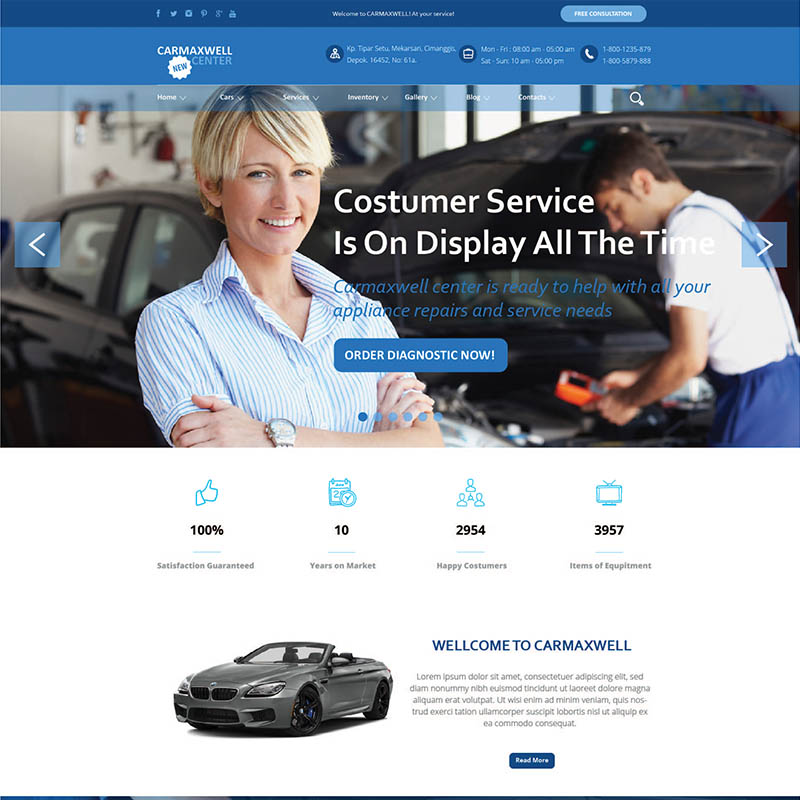 Welcome to CARMAXWELL! At your service!
FREE CONSULTATION
CARMAXWELL
CENTER
NEW
Kp. Tipar Setu, Mekarsari, Cimanggis,
Depok. 16452, No: 61a.
Mon - Fri : 08:00 am - 05:00 am
Sat - Sun: 10 am - 05:00 pm
1-800-1235-879
1-800-5879-888
Home
Cars
Services
Inventory
Gallery
Blog
Contacts
Costumer Service
Is On Display All The Time
Carmaxwell center is ready to help with all your
appliance repairs and service needs
ORDER DIAGNOSTIC NOW!
100%
Satisfaction Guaranteed
10
Years on Market
2954
Happy Costumers
3957
Items of Equpitment
WELLCOME TO CARMAXWELL
Lorem ipsum dolor sit amet, consectetuer adipiscing elit, sed
diam nonummy nibh euismod tincidunt ut laoreet dolore magna
aliquam erat volutpat. Ut wisi enim ad minim veniam, quis nos-
trud exerci tation ullamcorper suscipit lobortis nisl ut aliquip ex
ea commodo consequat.
Read More